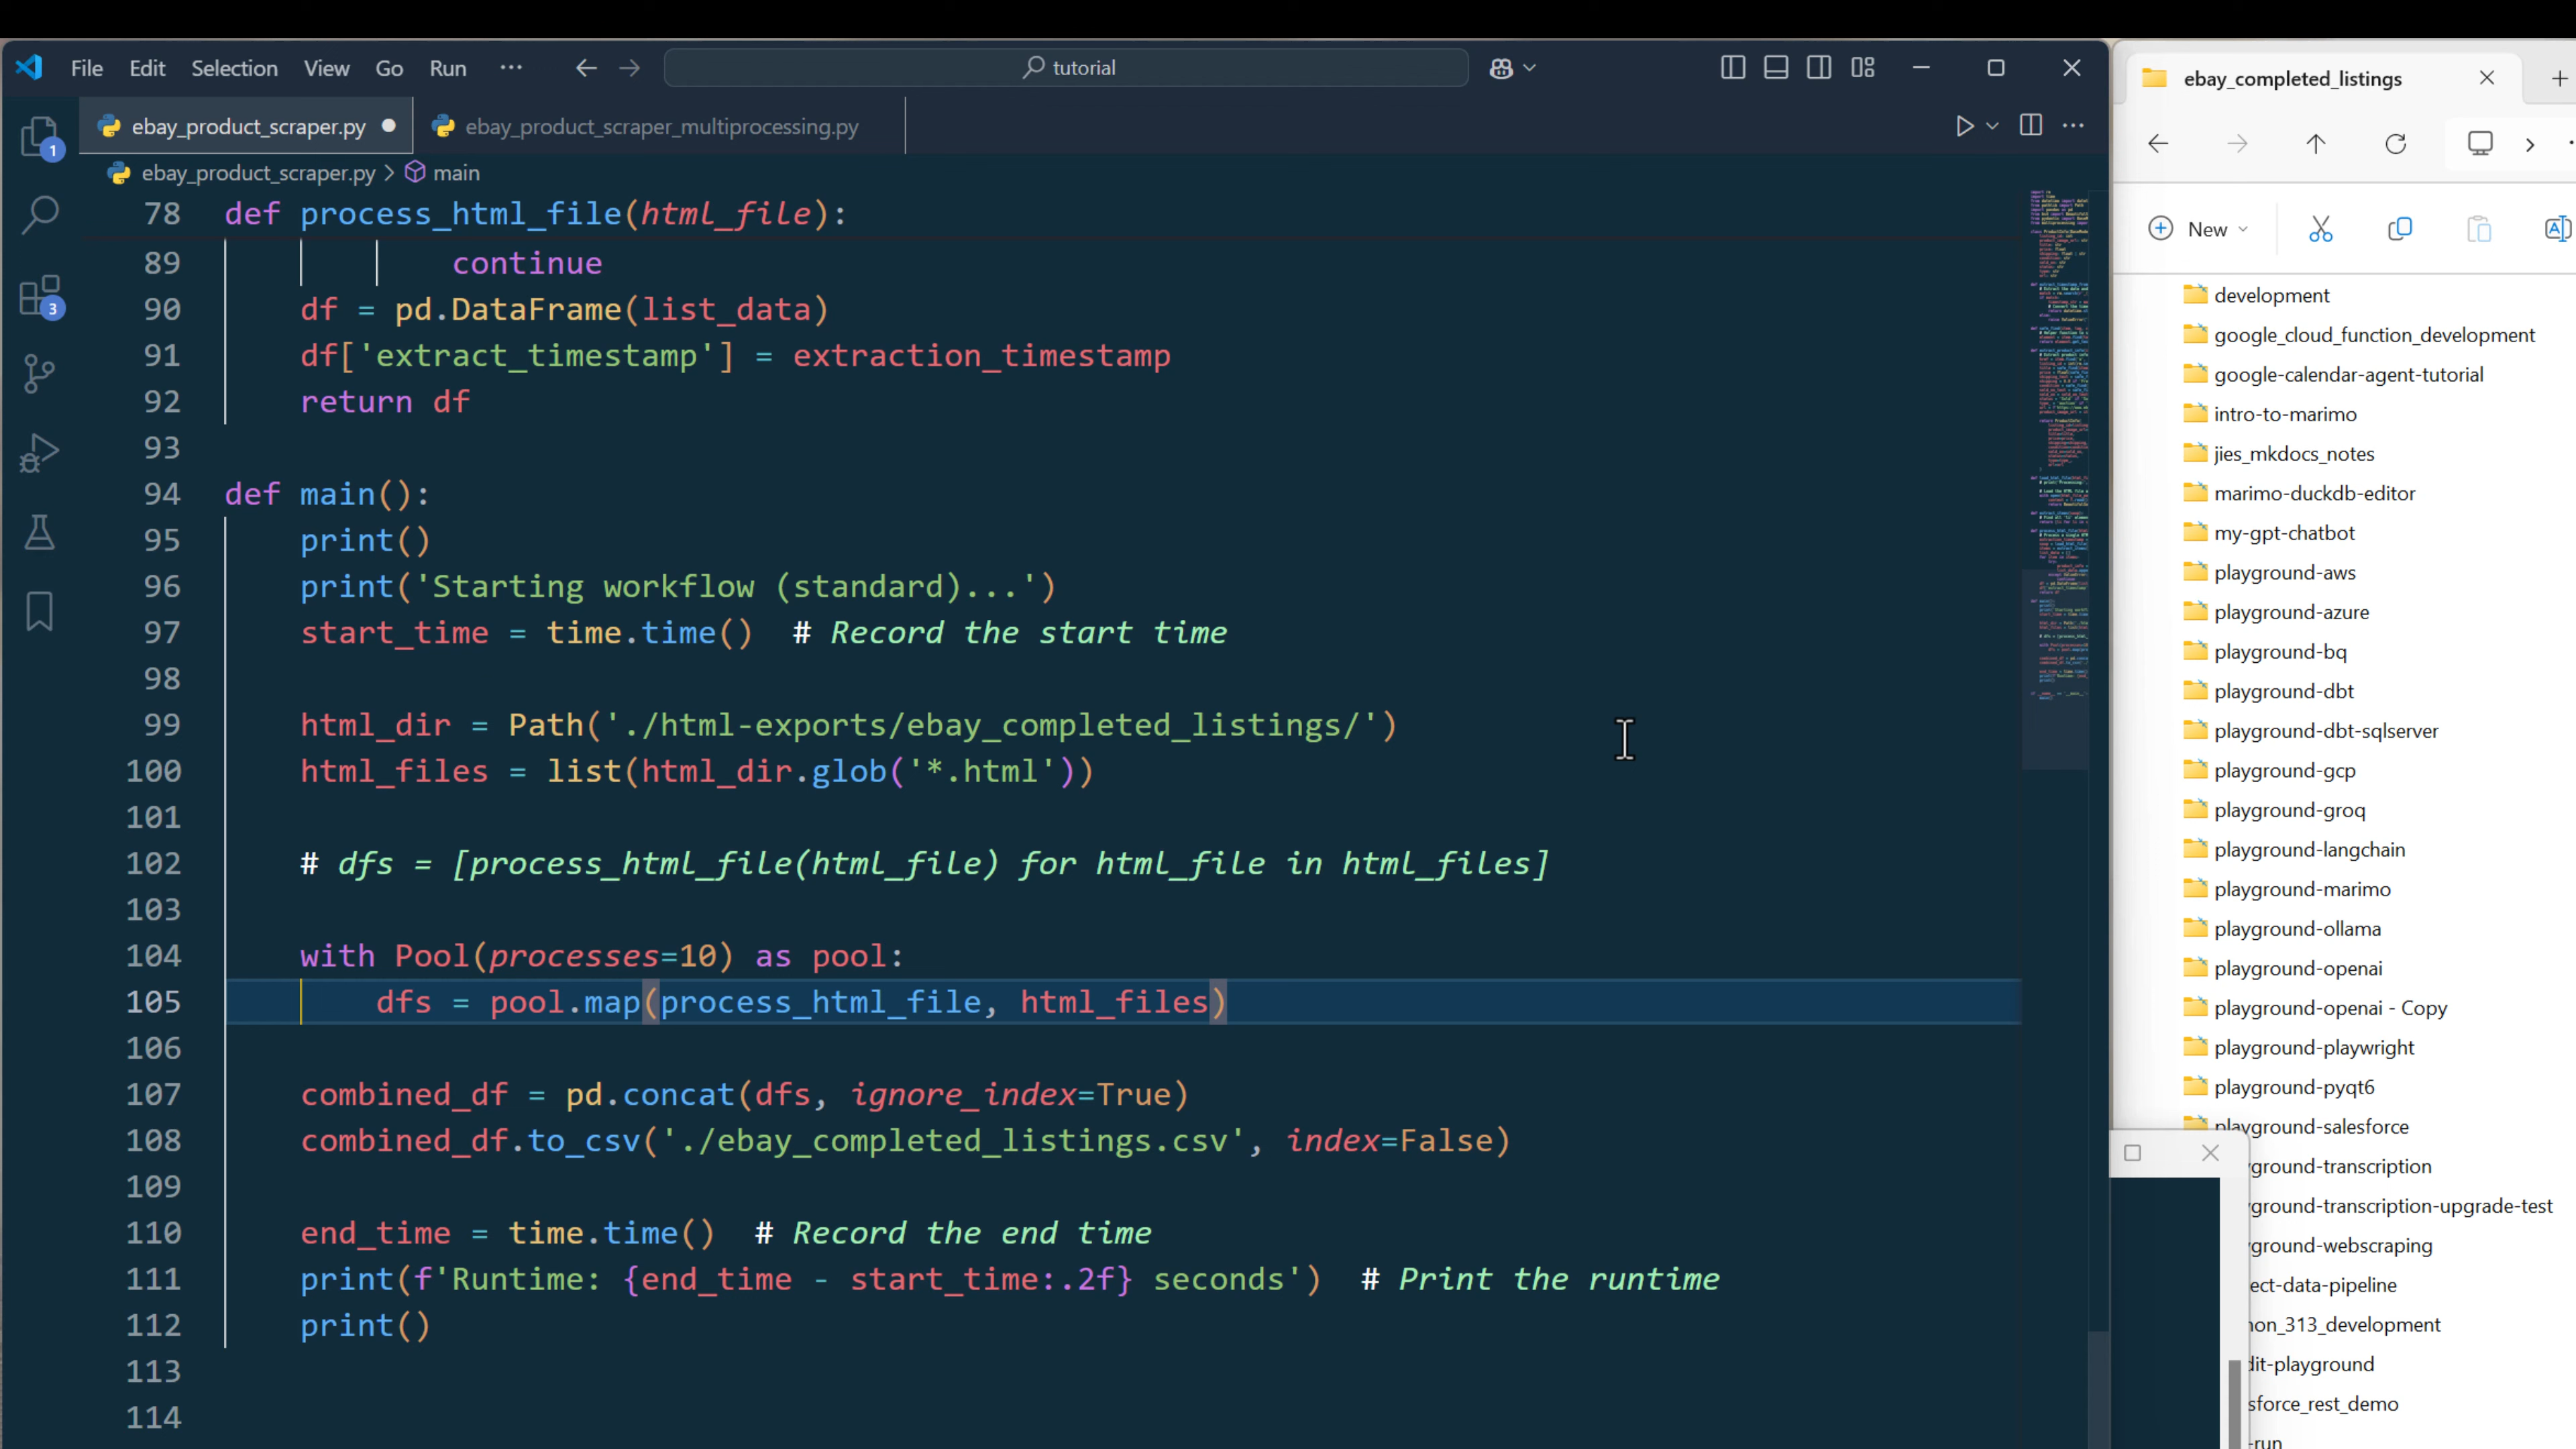 File Edit Selection View Go Run ··· tutorial
ebay_product_scraper.py ebay_product_scraper_multiprocessing.py
ebay_product_scraper.py > main
78 def process_html_file(html_file):
89 continue
90 df = pd.DataFrame(list_data)
91 df['extract_timestamp'] = extraction_timestamp
92 return df
93
94 def main():
95 print()
96 print('Starting workflow (standard)...')
97 start_time = time.time()  # Record the start time
98
99 html_dir = Path('./html-exports/ebay_completed_listings/')
100 html_files = list(html_dir.glob('*.html'))
101
102 # dfs = [process_html_file(html_file) for html_file in html_files]
103
104 with Pool(processes=10) as pool:
105 dfs = pool.map(process_html_file, html_files)
106
107 combined_df = pd.concat(dfs, ignore_index=True)
108 combined_df.to_csv('./ebay_completed_listings.csv', index=False)
109
110 end_time = time.time()  # Record the end time
111 print(f'Runtime: {end_time - start_time:.2f} seconds')  # Print the runtime
112 print()
113
114
1
3
ebay_completed_listings
New
development
google_cloud_function_development
google-calendar-agent-tutorial
intro-to-marimo
jies_mkdocs_notes
marimo-duckdb-editor
my-gpt-chatbot
playground-aws
playground-azure
playground-bq
playground-dbt
playground-dbt-sqlserver
playground-gcp
playground-groq
playground-langchain
playground-marimo
playground-ollama
playground-openai
playground-openai - Copy
playground-playwright
playground-pyqt6
playground-salesforce
ground-transcription
ground-transcription-upgrade-test
ground-webscraping
ect-data-pipeline
on_313_development
dit-playground
sforce_rest_demo
-run